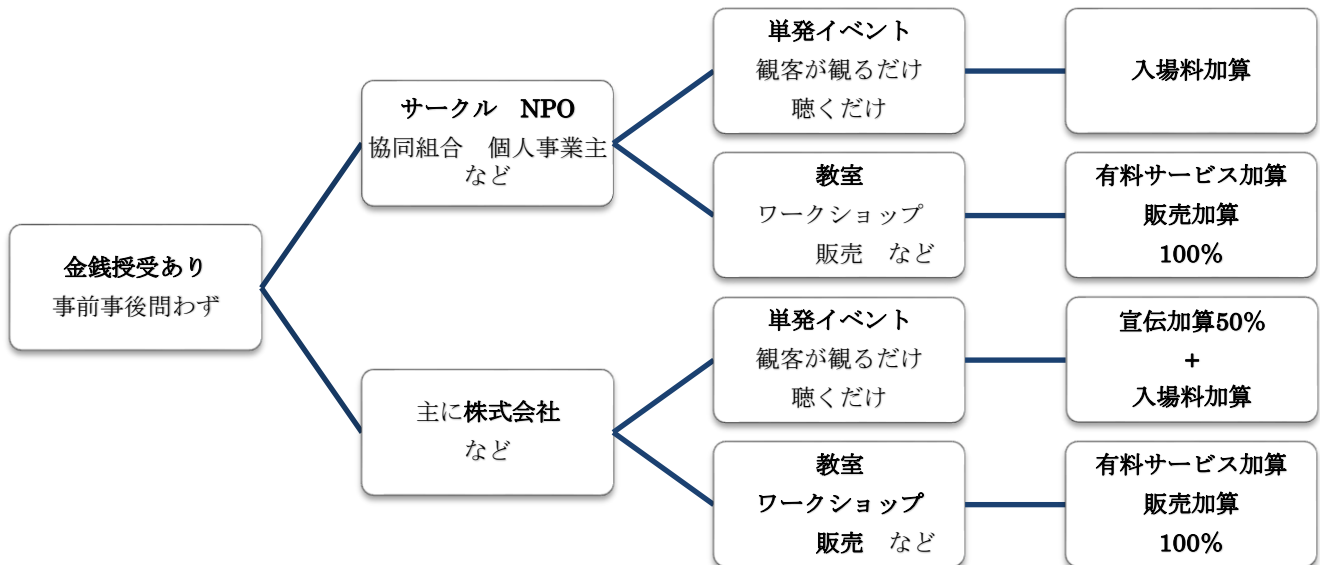 金銭授受あり
事前事後問わず
サークル　NPO
協同組合　個人事業主
など
主に株式会社
など
単発イベント
観客が観るだけ
聴くだけ
入場料加算
教室
ワークショップ
販売　など
有料サービス加算
販売加算
100%
単発イベント
観客が観るだけ
聴くだけ
宣伝加算50%
+
入場料加算
教室
ワークショップ
販売　など
有料サービス加算
販売加算
100%